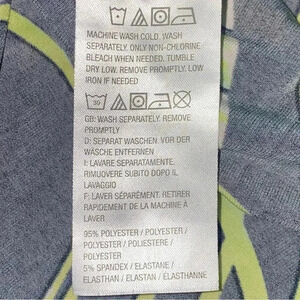 MACHINE WASH COLD. WASH
SEPARATELY. ONLY NON-CHLORINE
BLEACH WHEN NEEDED. TUMBLE
DRY LOW. REMOVE PROMPTLY. LOW
IRON IF NEEDED
30
GB: WASH SEPARATELY. REMOVE
PROMPTLY
D: SEPARAT WASCHEN. VOR DER
WÄSCHE ENTFERNEN
I: LAVARE SEPARATAMENTE.
RIMUOVERE SUBITO DOPO IL
LAVAGGIO
F: LAVER SÉPARÉMENT. RETIRER
RAPIDEMENT DE LA MACHINE À
LAVER
95% POLYESTER / POLYESTER /
POLYESTER / POLIESTERE /
POLYESTER
5% SPANDEX / ELASTANE /
ELASTHAN / ELASTAN / ELASTHANNE